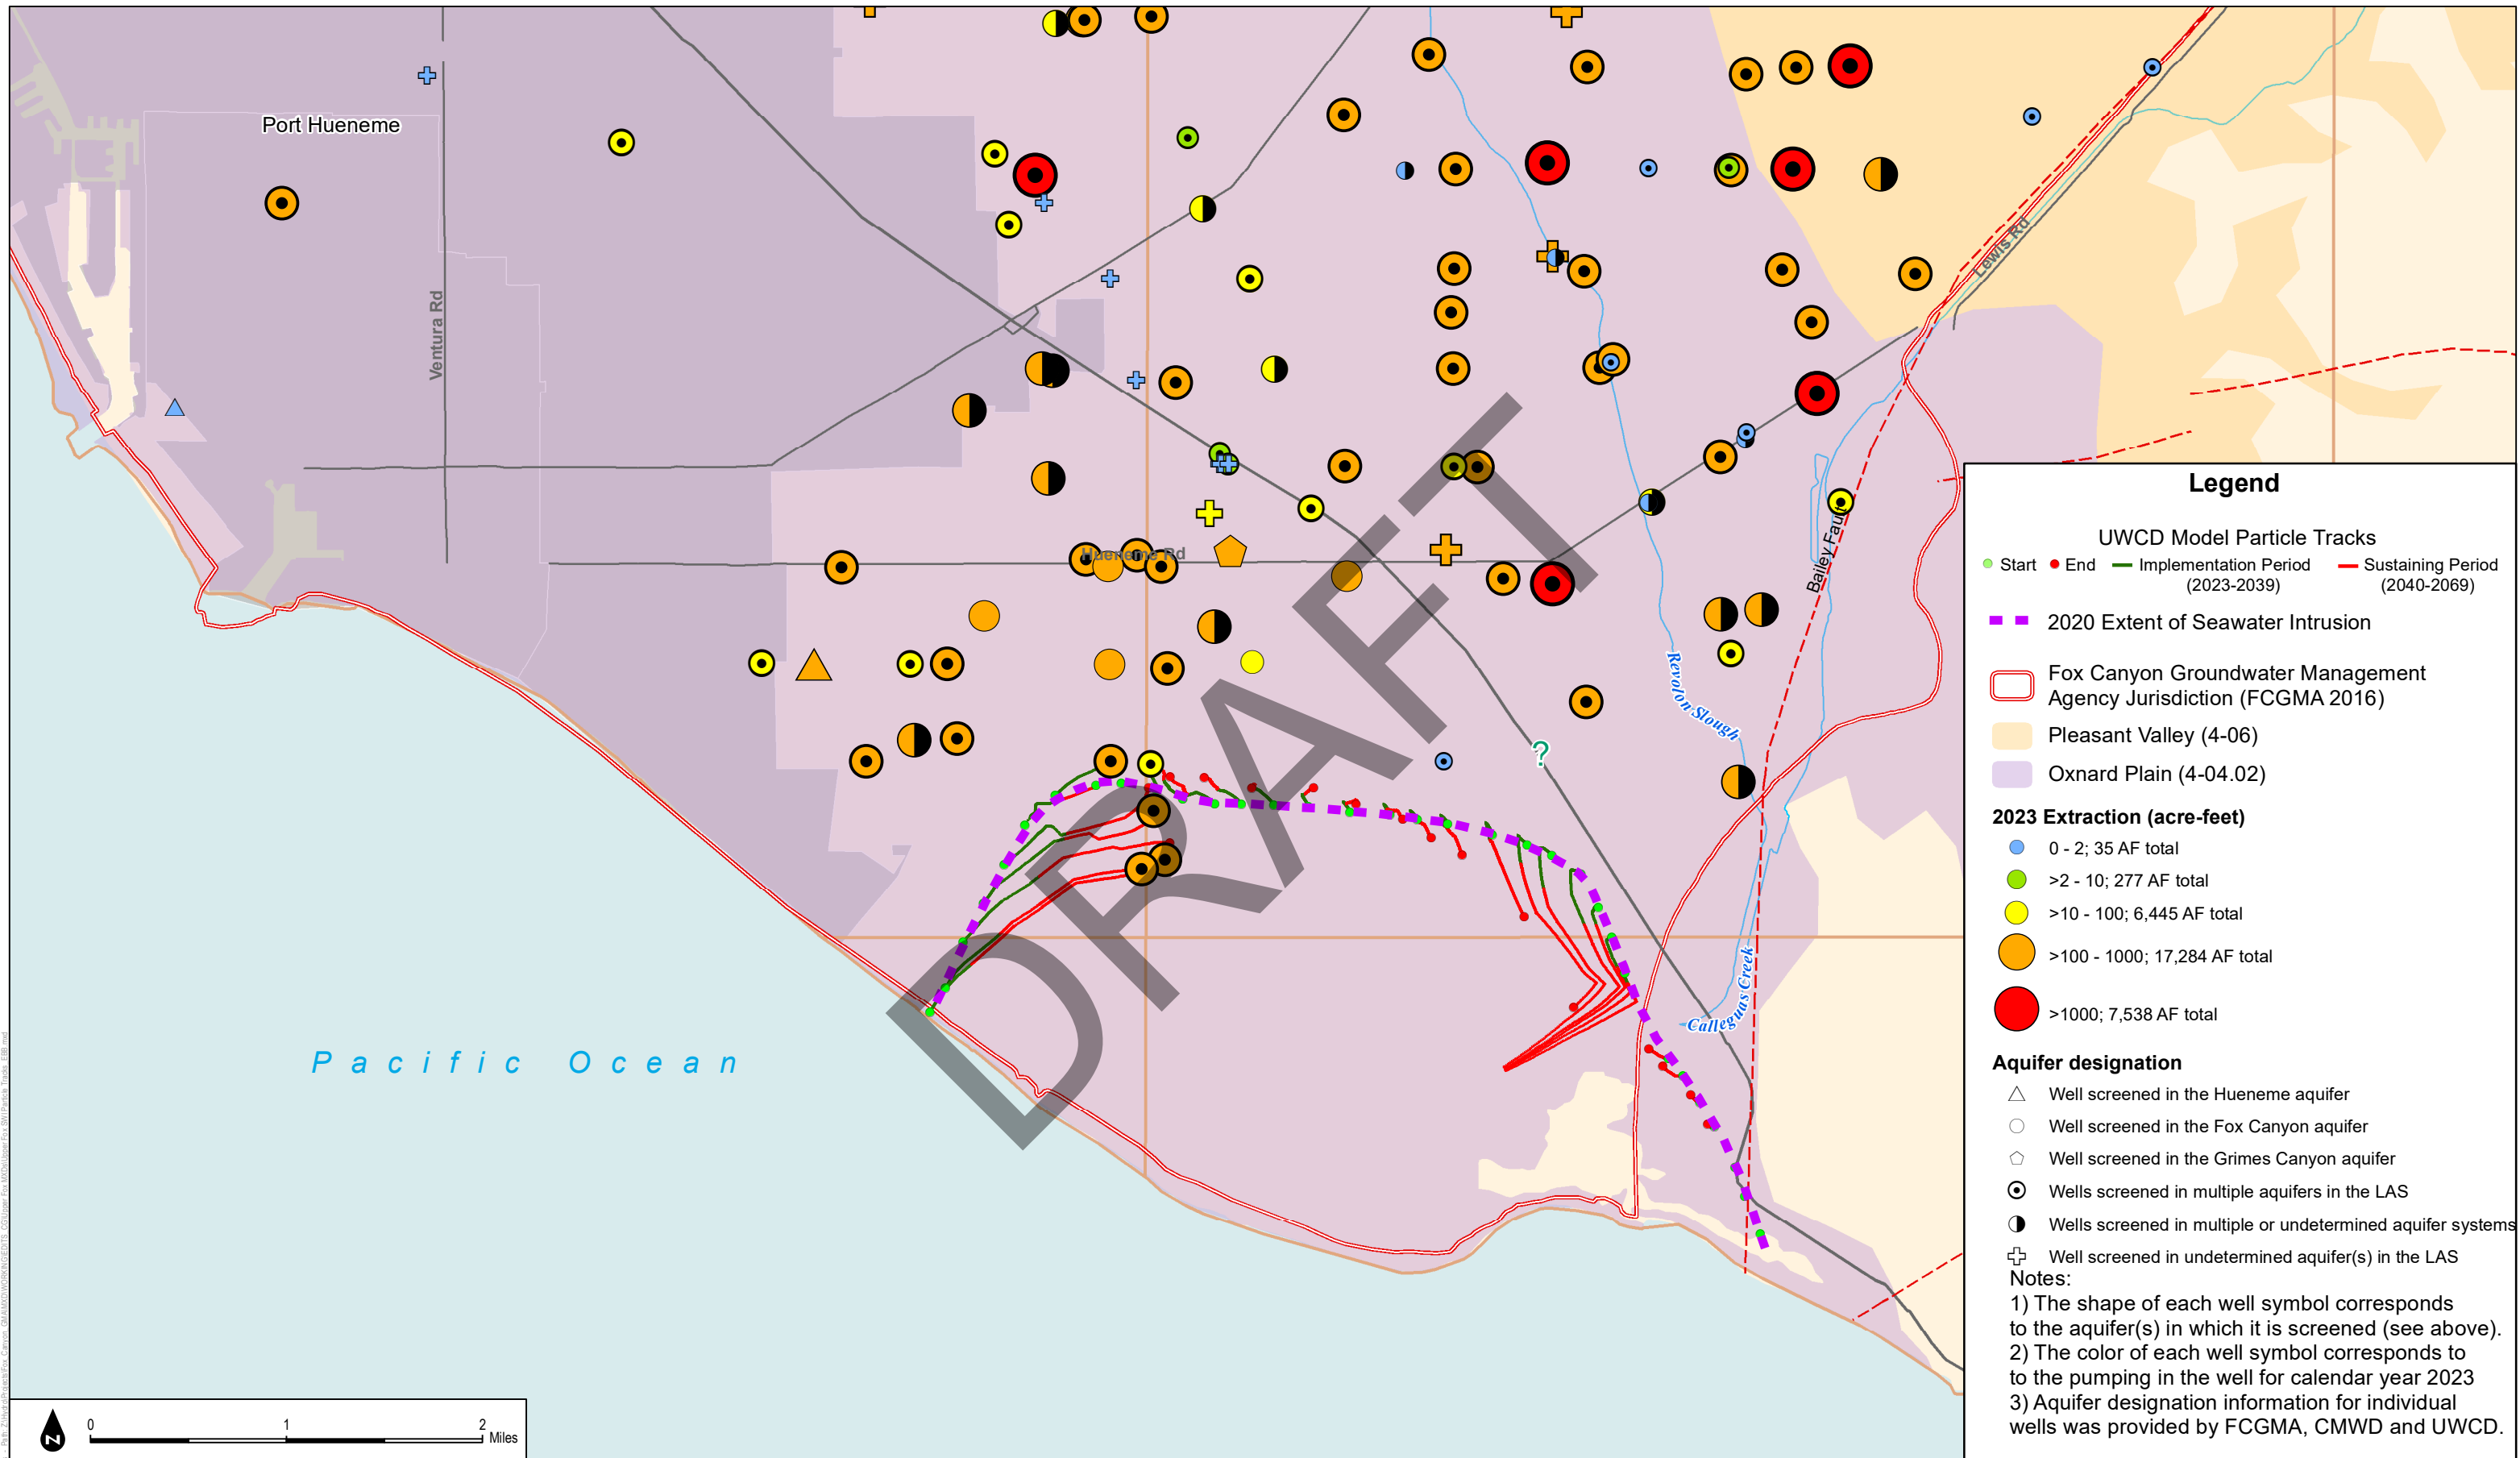 Port Hueneme
Ventura Rd
Lewis Rd
Hueneme Rd
Bailey Fault
Revolon Slough
?
Calleguas Creek
Pacific Ocean
DRAFT
N
0 1 2
Miles
Legend
UWCD Model Particle Tracks
Start End Implementation Period Sustaining Period
(2023-2039) (2040-2069)
2020 Extent of Seawater Intrusion
Fox Canyon Groundwater Management
Agency Jurisdiction (FCGMA 2016)
Pleasant Valley (4-06)
Oxnard Plain (4-04.02)
2023 Extraction (acre-feet)
0 - 2; 35 AF total
>2 - 10; 277 AF total
>10 - 100; 6,445 AF total
>100 - 1000; 17,284 AF total
>1000; 7,538 AF total
Aquifer designation
Well screened in the Hueneme aquifer
Well screened in the Fox Canyon aquifer
Well screened in the Grimes Canyon aquifer
Wells screened in multiple aquifers in the LAS
Wells screened in multiple or undetermined aquifer systems
Well screened in undetermined aquifer(s) in the LAS
Notes:
1) The shape of each well symbol corresponds
to the aquifer(s) in which it is screened (see above).
2) The color of each well symbol corresponds to
to the pumping in the well for calendar year 2023
3) Aquifer designation information for individual
wells was provided by FCGMA, CMWD and UWCD.